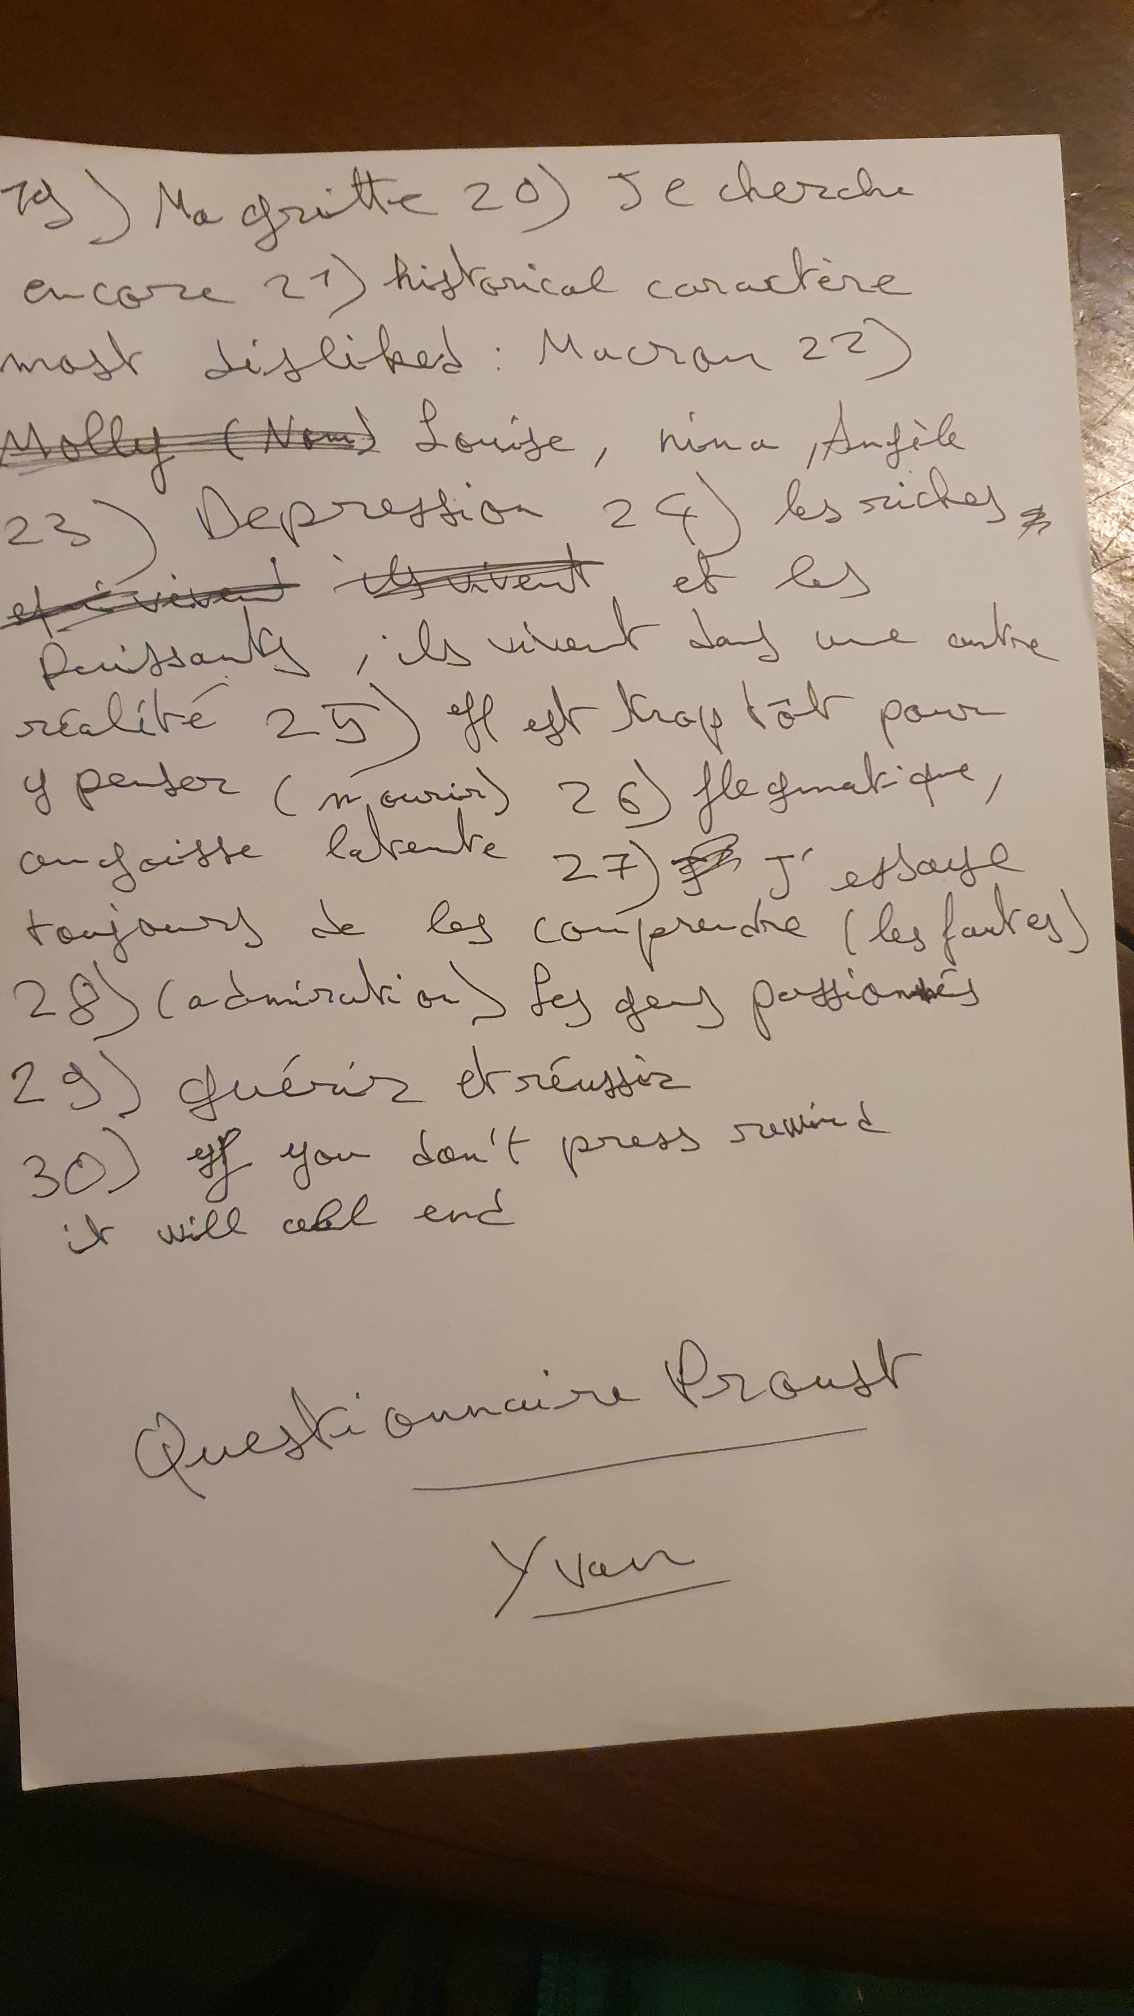 19) Magritte 20) Je cherche
encore 21) historical caractère
most disliked : Macron 22)
Molly (Nom) Louise, nina, Angèle
23) Depression 24) les riches
et vivent ils vivent et les
Puissants, ils vivent dans une autre
réalité 25) Il est trop tôt pour
y penser (mourir) 26) flegmatique,
angoisse latente 27) J'essaye
toujours de les comprendre (les fautes)
28) (admiration) Les gens passionnés
29) guérir et réussir
30) If you don't press rewind
it will all end
Questionnaire Proust
Yvan